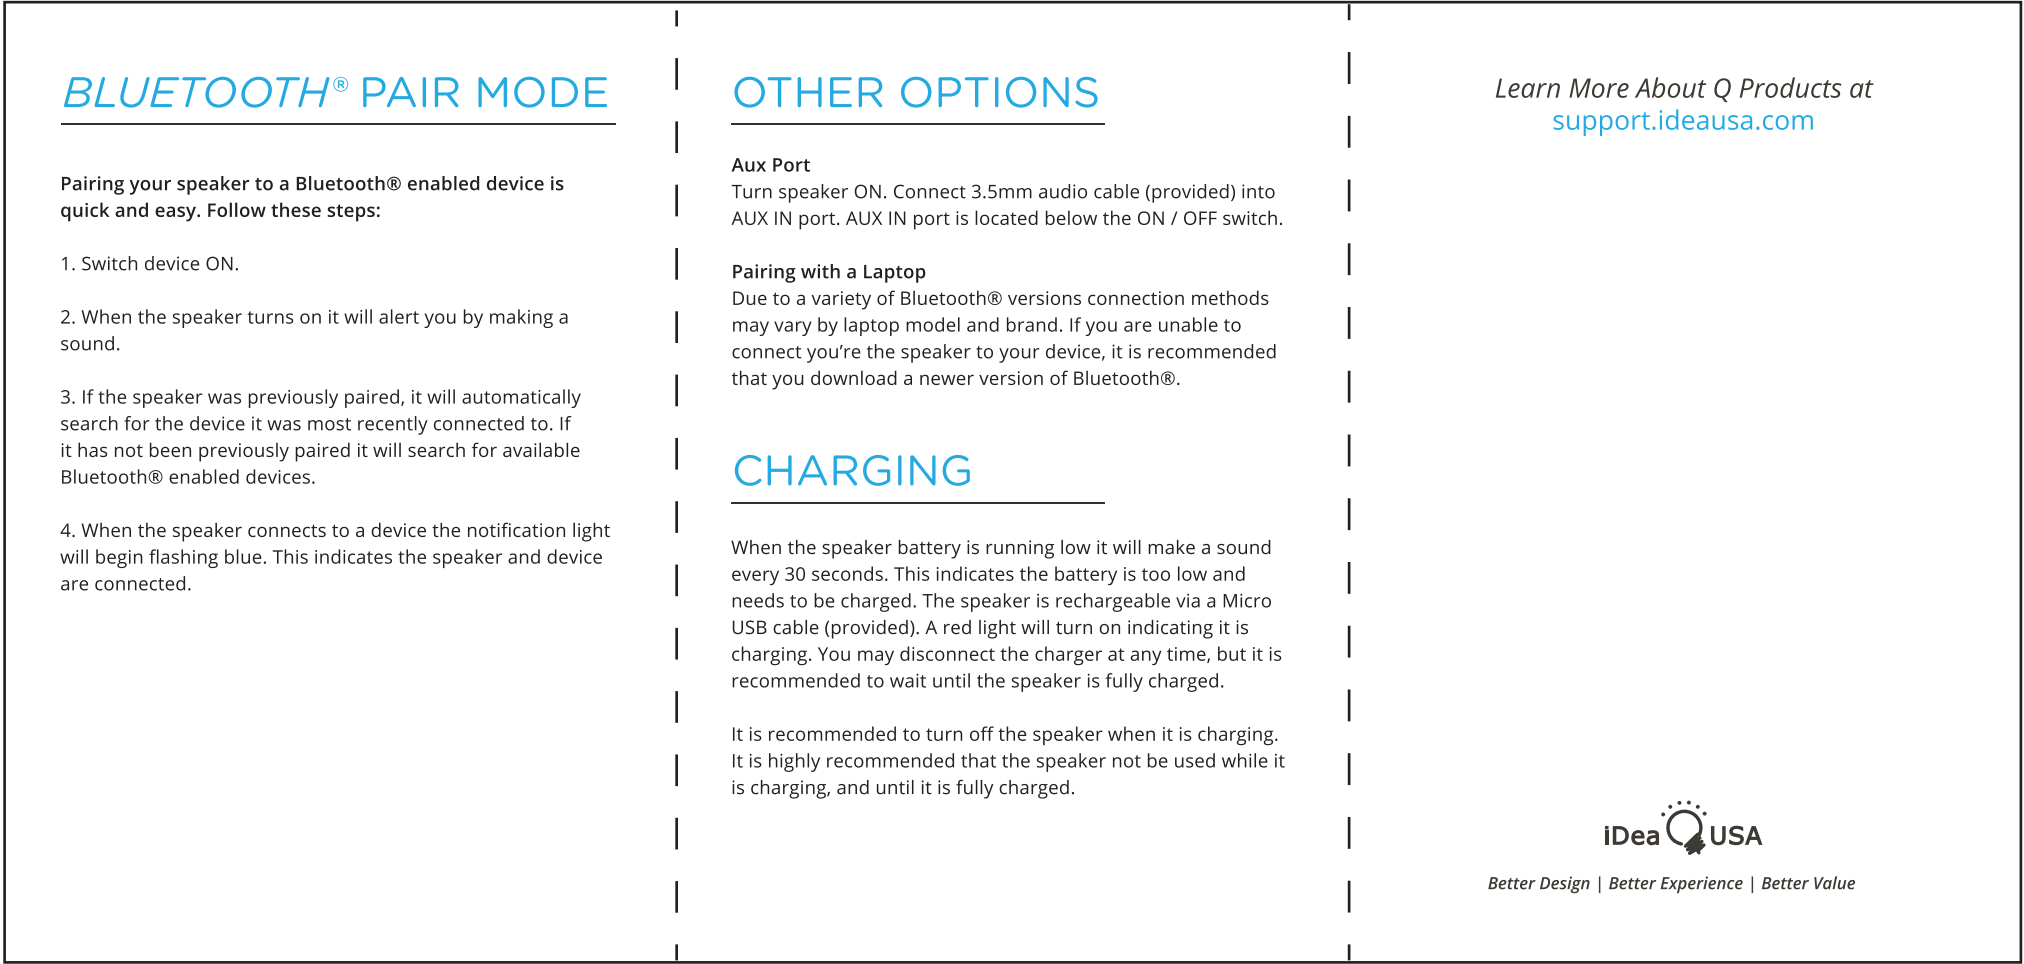 BLUETOOTH® PAIR MODE
Pairing your speaker to a Bluetooth® enabled device is
quick and easy. Follow these steps:
1. Switch device ON.
2. When the speaker turns on it will alert you by making a
sound.
3. If the speaker was previously paired, it will automatically
search for the device it was most recently connected to. If
it has not been previously paired it will search for available
Bluetooth® enabled devices.
4. When the speaker connects to a device the notification light
will begin flashing blue. This indicates the speaker and device
are connected.
OTHER OPTIONS
Aux Port
Turn speaker ON. Connect 3.5mm audio cable (provided) into
AUX IN port. AUX IN port is located below the ON / OFF switch.
Pairing with a Laptop
Due to a variety of Bluetooth® versions connection methods
may vary by laptop model and brand. If you are unable to
connect you’re the speaker to your device, it is recommended
that you download a newer version of Bluetooth®.
CHARGING
When the speaker battery is running low it will make a sound
every 30 seconds. This indicates the battery is too low and
needs to be charged. The speaker is rechargeable via a Micro
USB cable (provided). A red light will turn on indicating it is
charging. You may disconnect the charger at any time, but it is
recommended to wait until the speaker is fully charged.
It is recommended to turn off the speaker when it is charging.
It is highly recommended that the speaker not be used while it
is charging, and until it is fully charged.
Learn More About Q Products at
support.ideausa.com
iDea USA
Better Design | Better Experience | Better Value